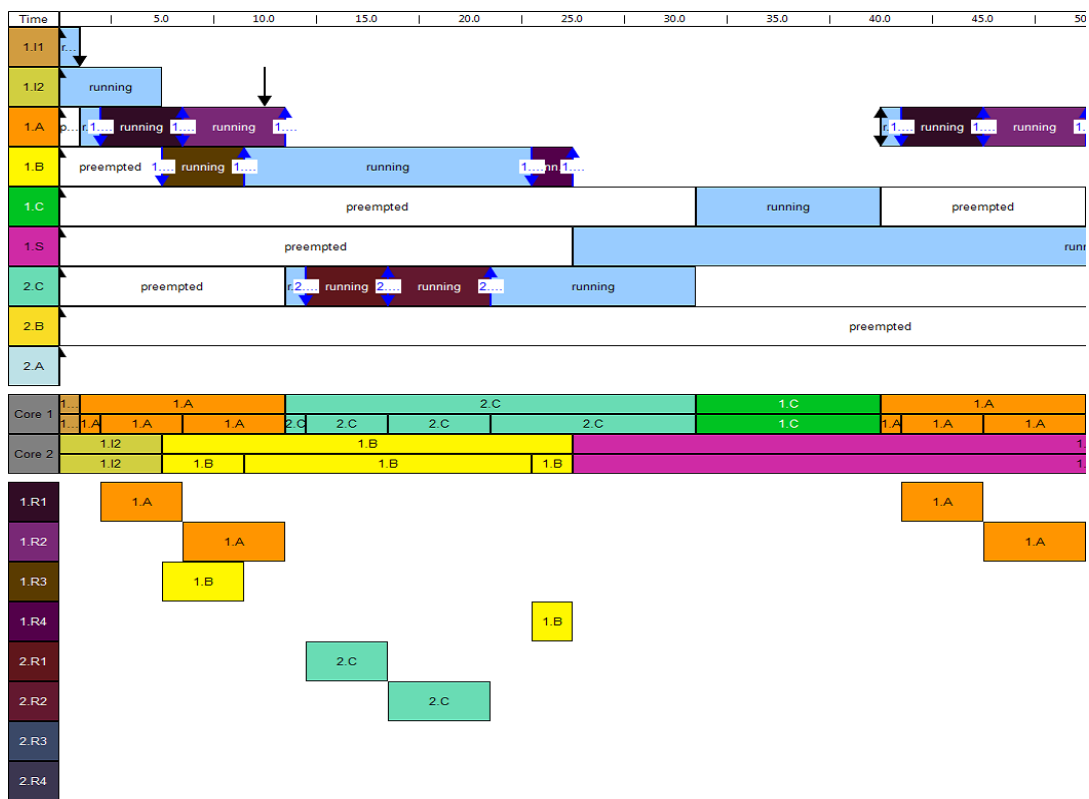 Time | 5.0 | 10.0 | 15.0 | 20.0 | 25.0 | 30.0 | 35.0 | 40.0 | 45.0 | 50
1.I1 r...
1.I2 running
1.A p... r. 1.... running 1.... running 1.... r. 1.... running 1.... running 1.
1.B preempted 1.... running 1.... running 1.... nn. 1....
1.C preempted running preempted
1.S preempted runr
2.C preempted r. 2.... running 2.... running 2.... running
2.B preempted
2.A
Core 1
1... 1.A 2.C 1.C 1.A
1... 1.A 1.A 1.A 2.C 2.C 2.C 2.C 1.C 1.A 1.A 1.A
Core 2
1.I2 1.B 1.
1.I2 1.B 1.B 1.B 1.
1.R1 1.A 1.A
1.R2 1.A 1.A
1.R3 1.B
1.R4 1.B
2.R1 2.C
2.R2 2.C
2.R3
2.R4